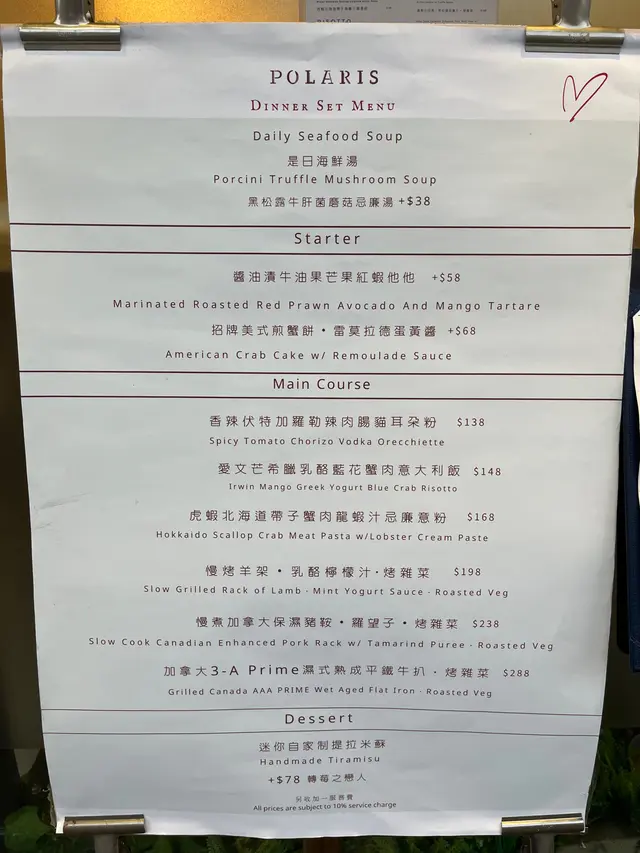 RISOTTO
POLARIS
DINNER SET MENU
Daily Seafood Soup
是日海鮮湯
Porcini Truffle Mushroom Soup
黑松露牛肝菌蘑菇忌廉湯 +$38
Starter
醬油漬牛油果芒果紅蝦他他 +$58
Marinated Roasted Red Prawn Avocado And Mango Tartare
招牌美式煎蟹餅 • 雷莫拉德蛋黃醬 +$68
American Crab Cake w/ Remoulade Sauce
Main Course
香辣伏特加羅勒辣肉腸貓耳朵粉 $138
Spicy Tomato Chorizo Vodka Orecchiette
愛文芒希臘乳酪藍花蟹肉意大利飯 $148
Irwin Mango Greek Yogurt Blue Crab Risotto
虎蝦北海道帶子蟹肉龍蝦汁忌廉意粉 $168
Hokkaido Scallop Crab Meat Pasta w/Lobster Cream Paste
慢烤羊架 • 乳酪檸檬汁 · 烤雜菜 $198
Slow Grilled Rack of Lamb · Mint Yogurt Sauce · Roasted Veg
慢煮加拿大保濕豬鞍 • 羅望子 • 烤雜菜 $238
Slow Cook Canadian Enhanced Pork Rack w/ Tamarind Puree · Roasted Veg
加拿大3-A Prime濕式熟成平鐵牛扒 · 烤雜菜 $288
Grilled Canada AAA PRIME Wet Aged Flat Iron · Roasted Veg
Dessert
迷你自家制提拉米蘇
Handmade Tiramisu
+$78 轉莓之戀人
另收加一服務費
All prices are subject to 10% service charge